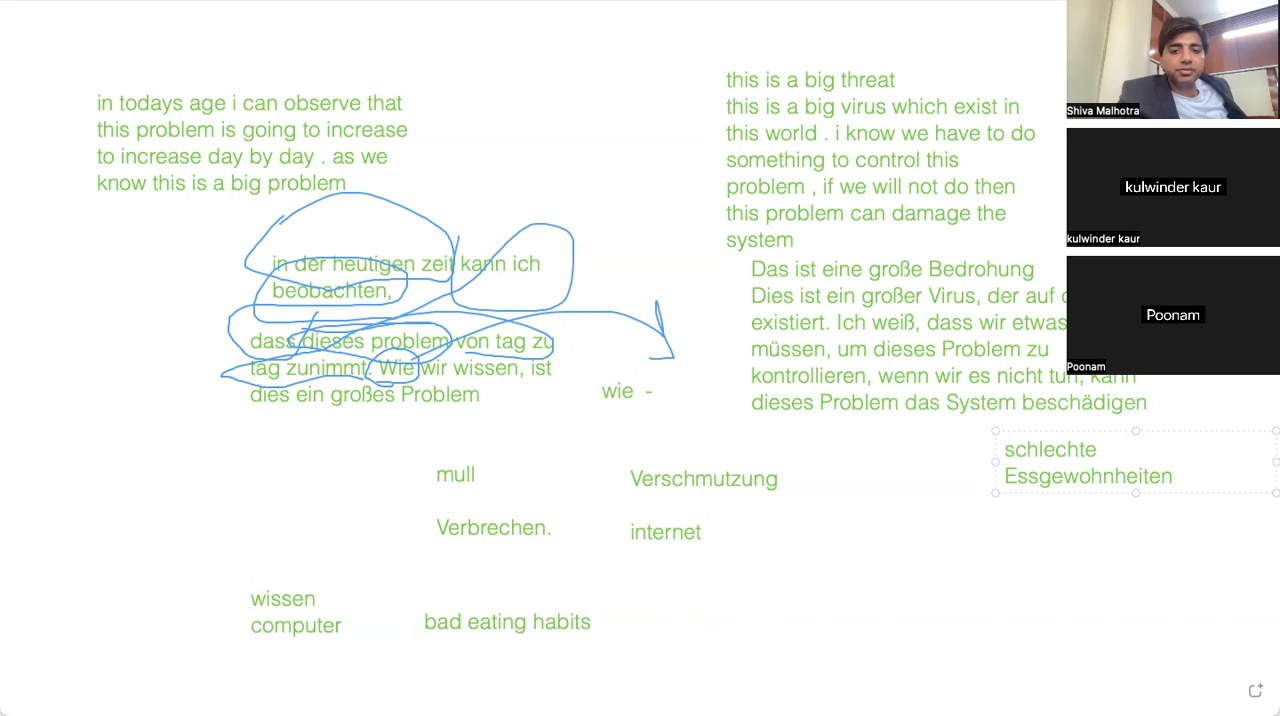 in todays age i can observe that
this problem is going to increase
to increase day by day . as we
know this is a big problem
in der heutigen zeit kann ich
beobachten,
dass dieses problem von tag zu
tag zunimmt. Wie wir wissen, ist
dies ein großes Problem
wie -
this is a big threat
this is a big virus which exist in
this world . i know we have to do
something to control this
problem , if we will not do then
this problem can damage the
system
Das ist eine große Bedrohung
Dies ist ein großer Virus, der auf
existiert. Ich weiß, dass wir etwas
müssen, um dieses Problem zu
kontrollieren, wenn wir es nicht tun, kann
dieses Problem das System beschädigen
schlechte
Essgewohnheiten
mull
Verschmutzung
Verbrechen.
internet
wissen
computer
bad eating habits
Shiva Malhotra
kulwinder kaur
kulwinder kaur
Poonam
Poonam